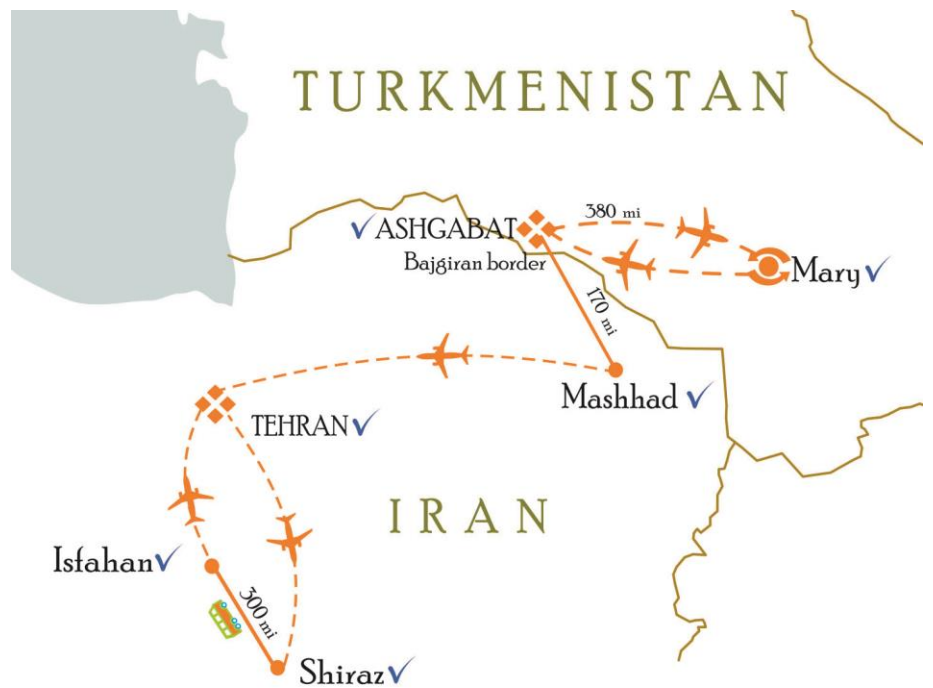 TURKMENISTAN
380 mi
ASHGABAT
Bajgiran border
Mary
170 mi
Mashhad
TEHRAN
IRAN
Isfahan
300 mi
Shiraz